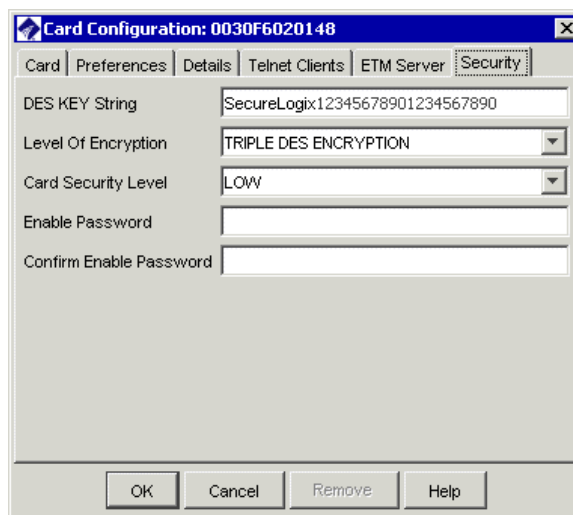 Card Configuration: 0030F6020148
Card Preferences Details Telnet Clients ETM Server Security
DES KEY String SecureLogix12345678901234567890
Level Of Encryption TRIPLE DES ENCRYPTION
Card Security Level LOW
Enable Password
Confirm Enable Password
OK Cancel Remove Help